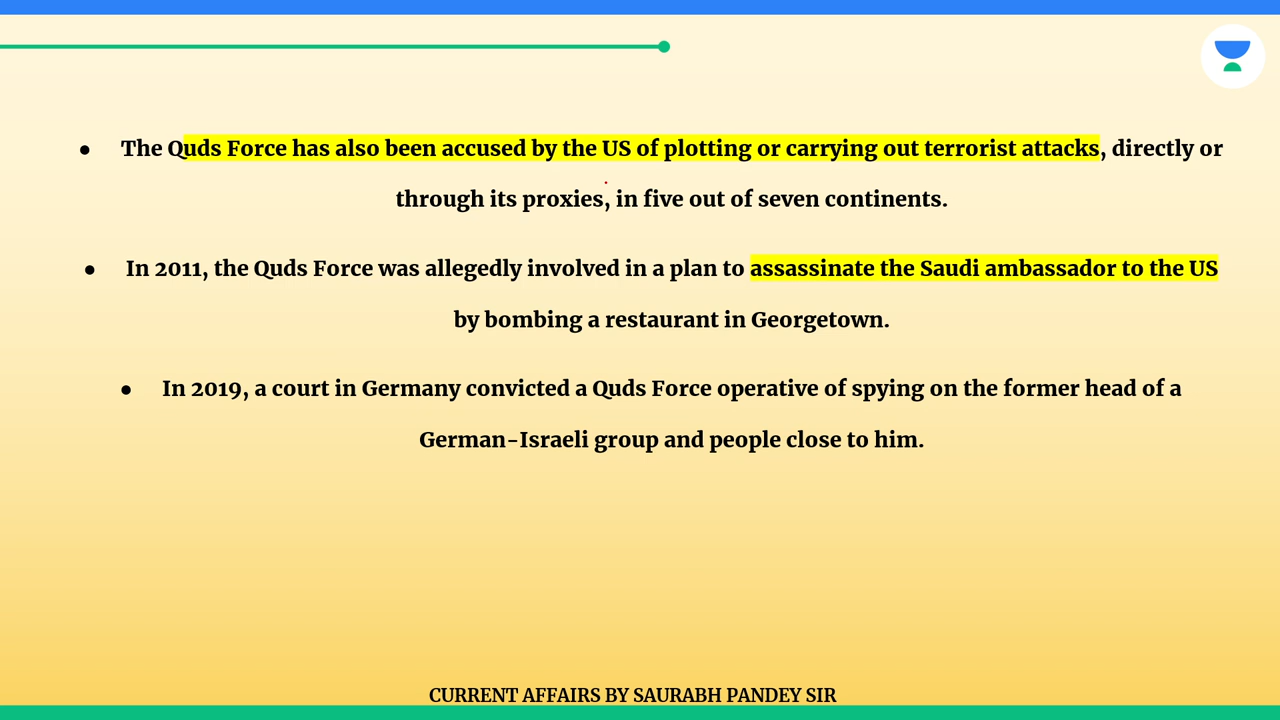 ● The Quds Force has also been accused by the US of plotting or carrying out terrorist attacks, directly or
through its proxies, in five out of seven continents.
● In 2011, the Quds Force was allegedly involved in a plan to assassinate the Saudi ambassador to the US
by bombing a restaurant in Georgetown.
● In 2019, a court in Germany convicted a Quds Force operative of spying on the former head of a
German-Israeli group and people close to him.
CURRENT AFFAIRS BY SAURABH PANDEY SIR